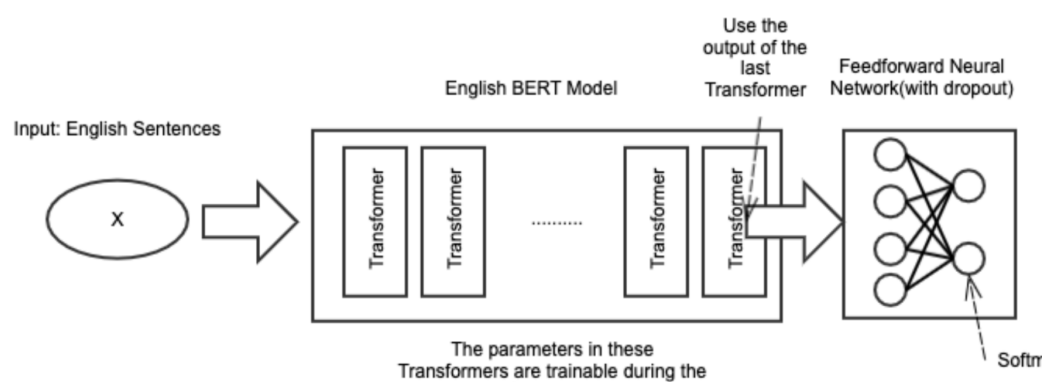 Use the
output of the
last
Transformer
Feedforward Neural
Network(with dropout)
English BERT Model
Input: English Sentences
X
Transformer
Transformer
..........
Transformer
Transformer
The parameters in these
Transformers are trainable during the